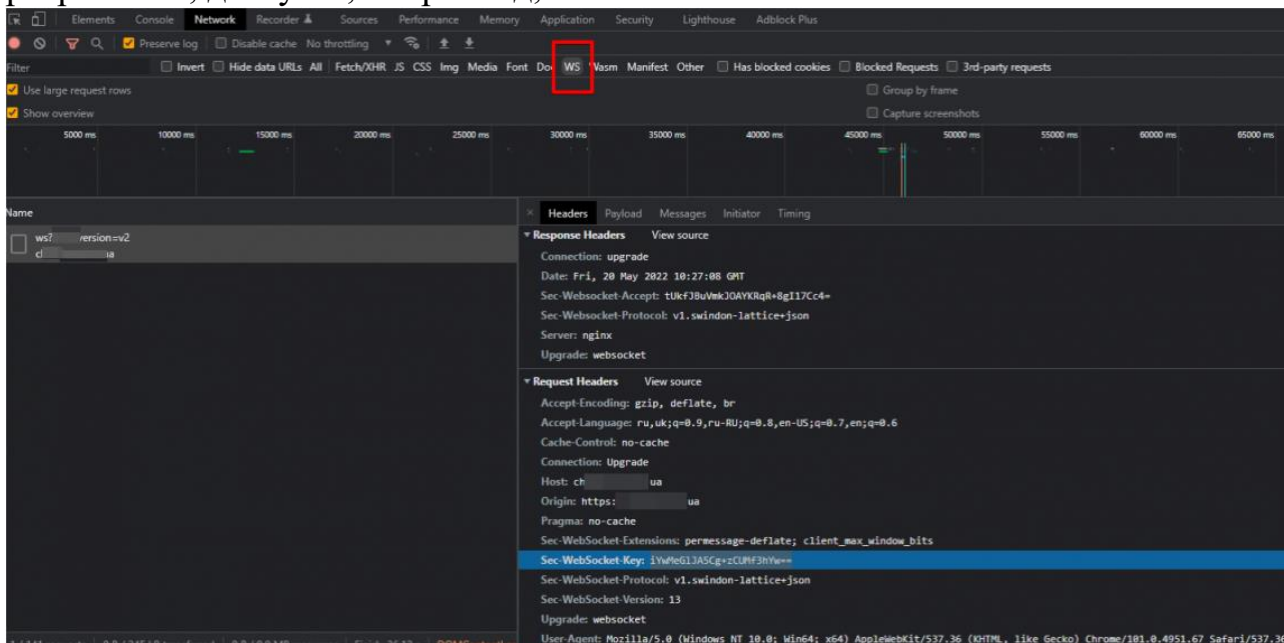 Elements Console Network Recorder Sources Performance Memory Application Security Lighthouse Adblock Plus
Preserve log Disable cache No throttling
Filter Invert Hide data URLs All Fetch/XHR JS CSS Img Media Font Doc WS Wasm Manifest Other Has blocked cookies Blocked Requests 3rd-party requests
Use large request rows Group by frame
Show overview Capture screenshots
5000 ms 10000 ms 15000 ms 20000 ms 25000 ms 30000 ms 35000 ms 40000 ms 45000 ms 50000 ms 55000 ms 60000 ms 65000 ms
Name × Headers Payload Messages Initiator Timing
ws? version=v2
Response Headers View source
Connection: upgrade
Date: Fri, 20 May 2022 10:27:08 GMT
Sec-Websocket-Accept: tUkfJBuVmkJOAYKRqR+8gI17Cc4=
Sec-Websocket-Protocol: v1.swindon-lattice+json
Server: nginx
Upgrade: websocket
Request Headers View source
Accept-Encoding: gzip, deflate, br
Accept-Language: ru,uk;q=0.9,ru-RU;q=0.8,en-US;q=0.7,en;q=0.6
Cache-Control: no-cache
Connection: Upgrade
Host: ch ua
Origin: https: ua
Pragma: no-cache
Sec-WebSocket-Extensions: permessage-deflate; client_max_window_bits
Sec-WebSocket-Key: iYwMeGlJASCg+zCUMf3hYw==
Sec-WebSocket-Protocol: v1.swindon-lattice+json
Sec-WebSocket-Version: 13
Upgrade: websocket
User-Agent: Mozilla/5.0 (Windows NT 10.0; Win64; x64) AppleWebKit/537.36 (KHTML, like Gecko) Chrome/101.0.4951.67 Safari/537.36